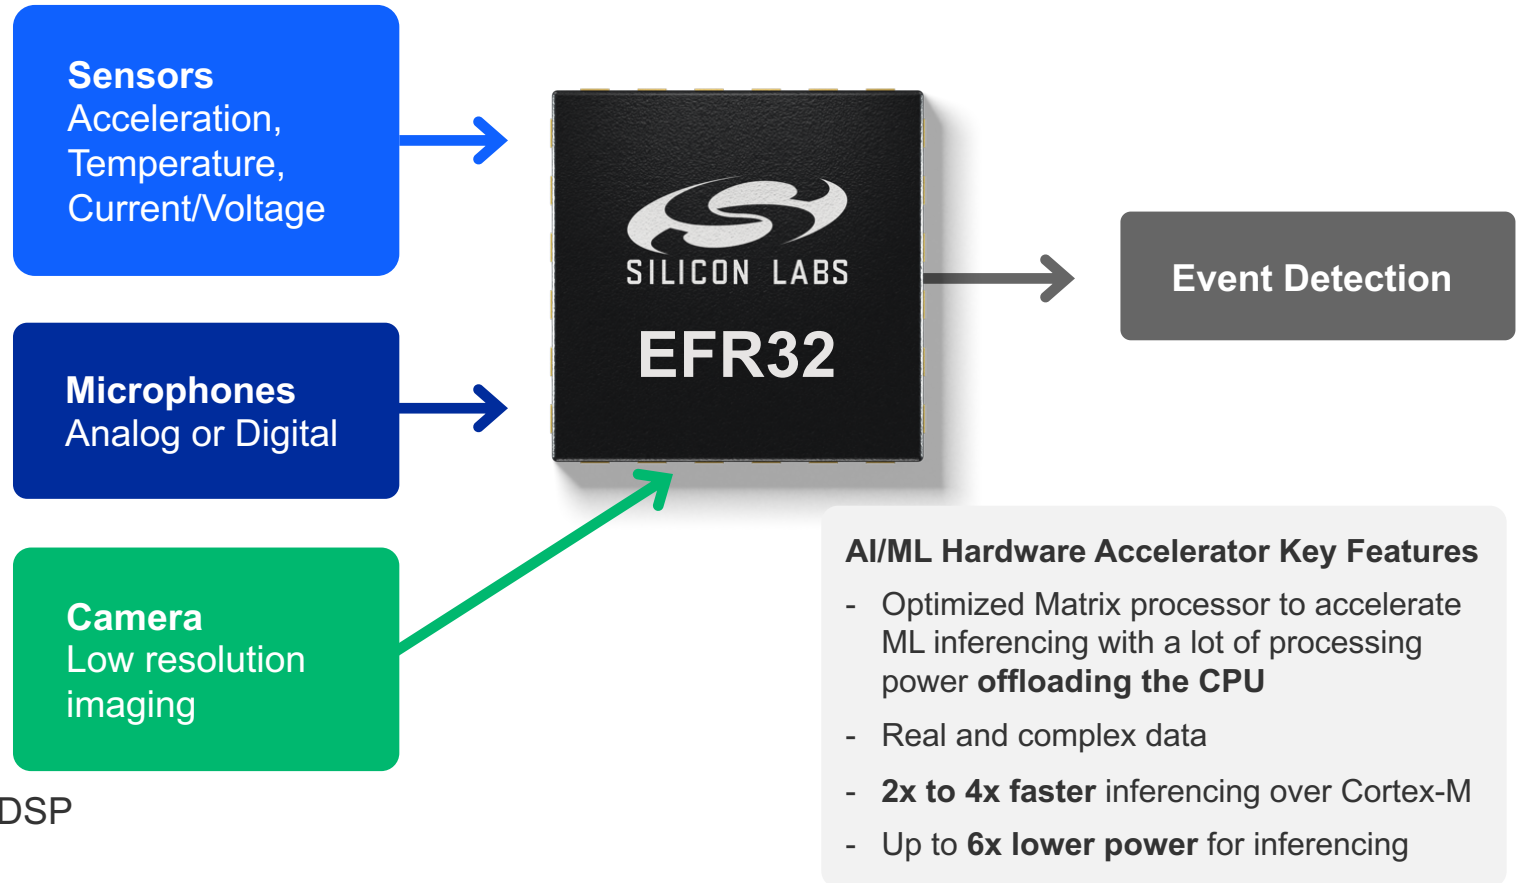 Sensors
Acceleration,
Temperature,
Current/Voltage
Microphones
Analog or Digital
Camera
Low resolution
imaging
DSP
SILICON LABS
EFR32
Event Detection
AI/ML Hardware Accelerator Key Features
- Optimized Matrix processor to accelerate
ML inferencing with a lot of processing
power offloading the CPU
- Real and complex data
- 2x to 4x faster inferencing over Cortex-M
- Up to 6x lower power for inferencing